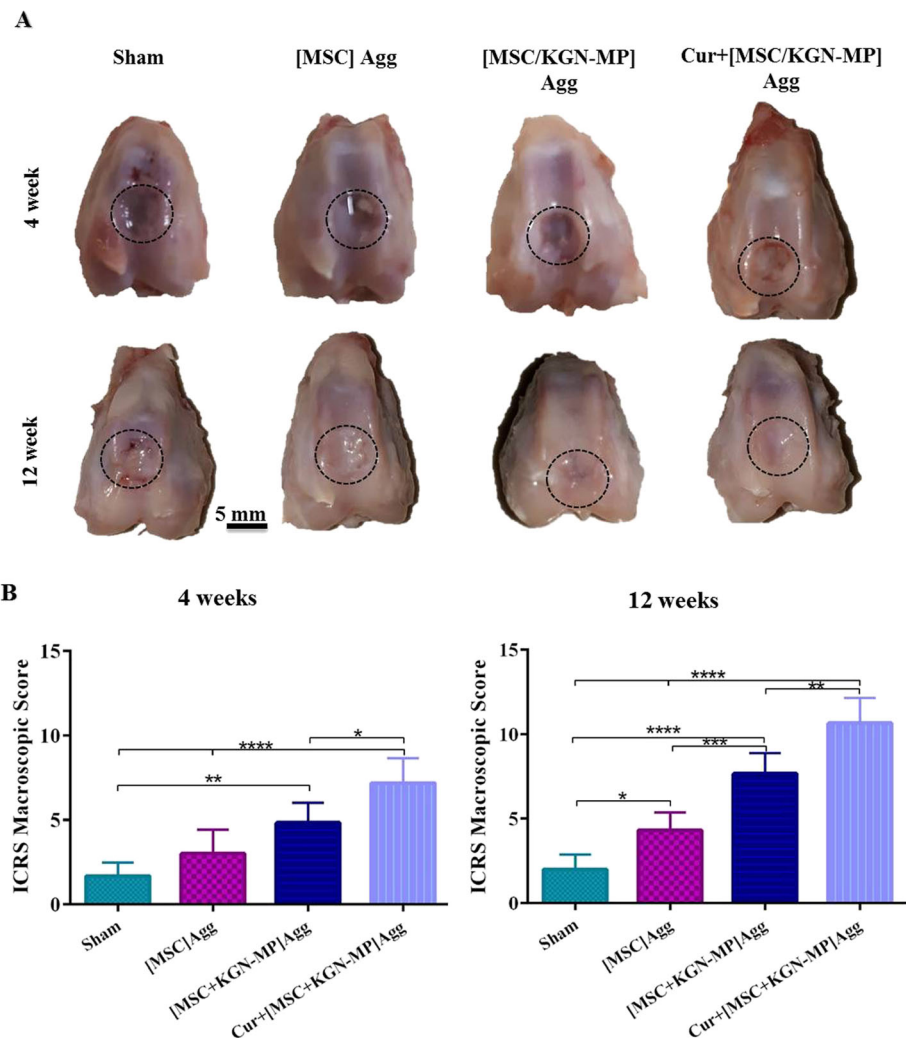 A
Sham
[MSC] Agg
[MSC/KGN-MP]
Agg
Cur+[MSC/KGN-MP]
Agg
4 week
12 week
5 mm
B
4 weeks
ICRS Macroscopic Score
15
10
5
0
****
*
**
Sham
[MSC]Agg
[MSC+KGN-MP]Agg
Cur+[MSC+KGN-MP]Agg
12 weeks
ICRS Macroscopic Score
15
10
5
0
****
**
****
***
*
Sham
[MSC]Agg
[MSC+KGN-MP]Agg
Cur+[MSC+KGN-MP]Agg